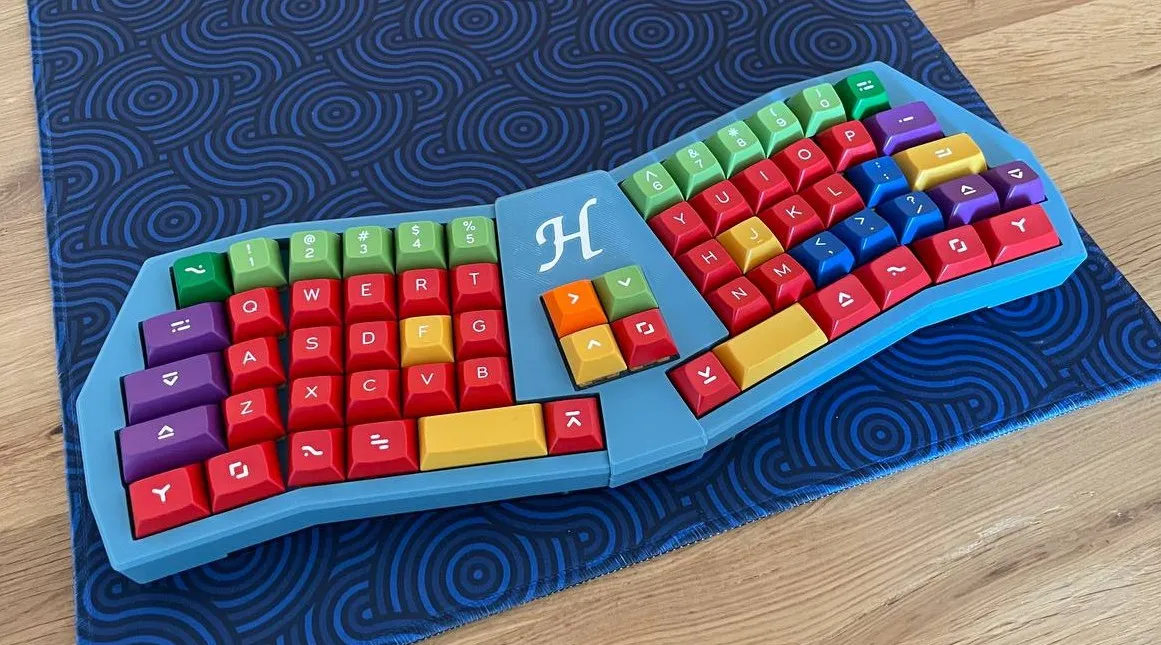 ! 1 @ 2 # 3 $ 4 % 5
Q W E R T
A S D F G
Z X C V B
H
^ 6 & 7 * 8 ( 9 ) 0
Y U I O P
H J K L : ;
N M < , > . ? /